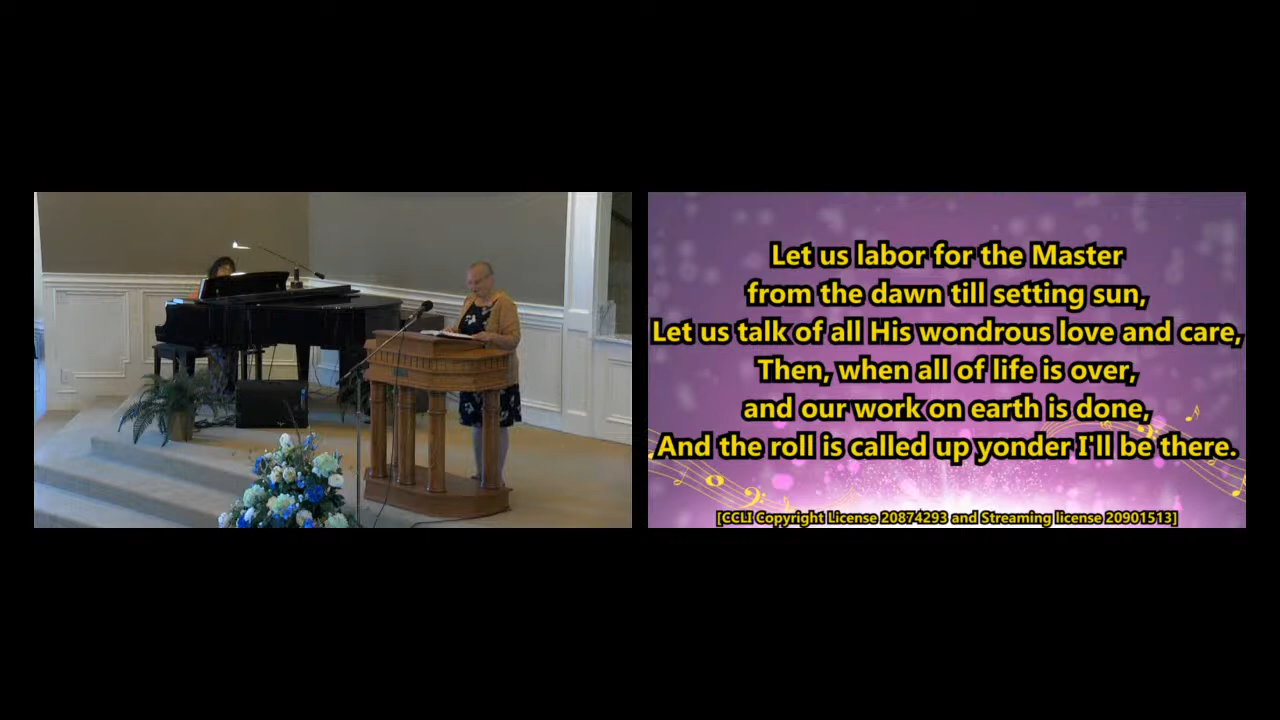 Let us labor for the Master
from the dawn till setting sun,
Let us talk of all His wondrous love and care,
Then, when all of life is over,
and our work on earth is done,
And the roll is called up yonder I'll be there.
[CCLI Copyright License 20874293 and Streaming license 20901513]